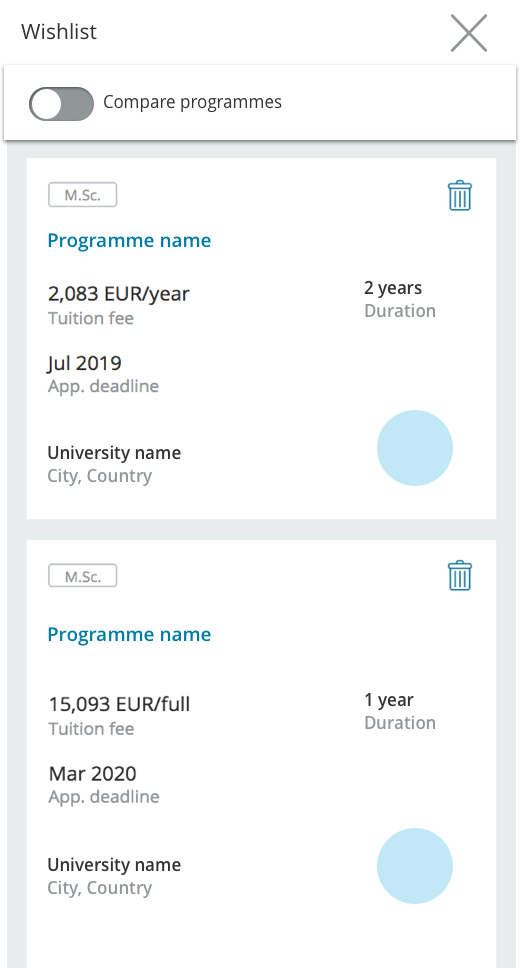 Wishlist
Compare programmes
M.Sc.
Programme name
2,083 EUR/year
Tuition fee
2 years
Duration
Jul 2019
App. deadline
University name
City, Country
M.Sc.
Programme name
15,093 EUR/full
Tuition fee
1 year
Duration
Mar 2020
App. deadline
University name
City, Country